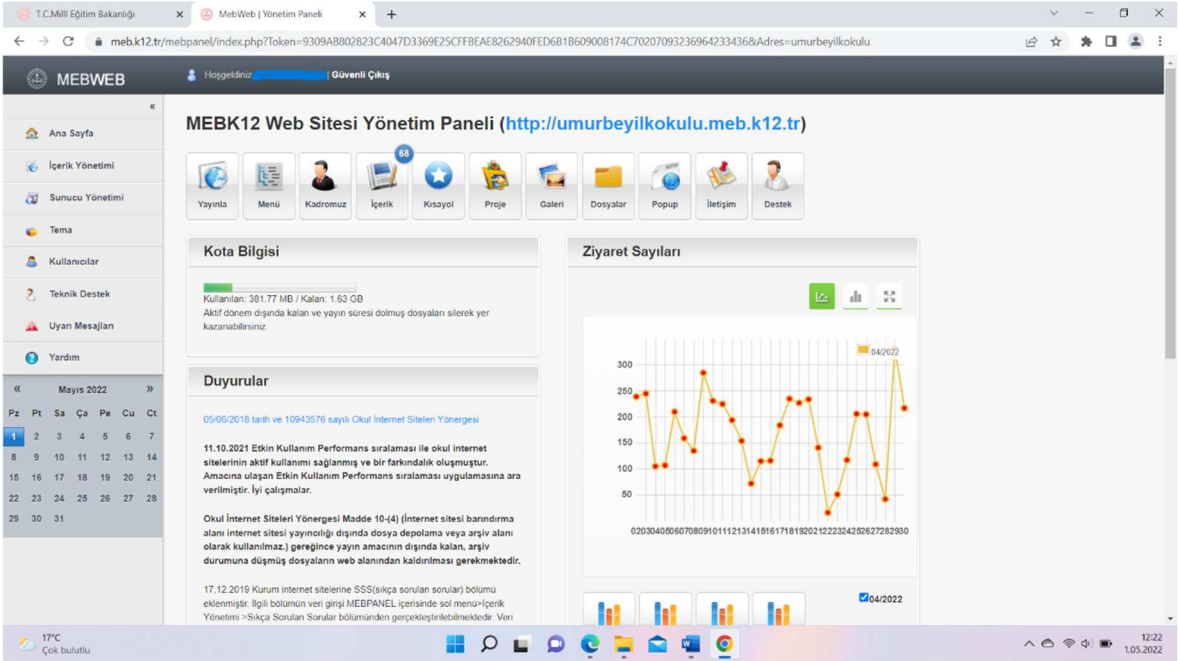 T.C.Millî Eğitim Bakanlığı
MebWeb | Yönetim Paneli
meb.k12.tr/mebpanel/index.php?Token=9309AB802823C4047D3369E25CFFBEAE8262940FED6B1B609008174C70207093236964233436&Adres=umurbeyilkokulu
MEBWEB
Hoşgeldiniz | Güvenli Çıkış
«
Ana Sayfa
İçerik Yönetimi
Sunucu Yönetimi
Tema
Kullanıcılar
Teknik Destek
Uyarı Mesajları
Yardım
« Mayıs 2022 »
Pz Pt Sa Ça Pe Cu Ct
1 2 3 4 5 6 7
8 9 10 11 12 13 14
15 16 17 18 19 20 21
22 23 24 25 26 27 28
29 30 31
MEBK12 Web Sitesi Yönetim Paneli (http://umurbeyilkokulu.meb.k12.tr)
68
Yayınla Menü Kadromuz İçerik Kısayol Proje Galeri Dosyalar Popup İletişim Destek
HTTP
Kota Bilgisi
Kullanılan: 381.77 MB / Kalan: 1.63 GB
Aktif dönem dışında kalan ve yayın süresi dolmuş dosyaları silerek yer
kazanabilirsiniz.
Duyurular
05/06/2018 tarih ve 10943576 sayılı Okul İnternet Siteleri Yönergesi
11.10.2021 Etkin Kullanım Performans sıralaması ile okul internet
sitelerinin aktif kullanımı sağlanmış ve bir farkındalık oluşmuştur.
Amacına ulaşan Etkin Kullanım Performans sıralaması uygulamasına ara
verilmiştir. İyi çalışmalar.
Okul İnternet Siteleri Yönergesi Madde 10-(4) (İnternet sitesi barındırma
alanı internet sitesi yayıncılığı dışında dosya depolama veya arşiv alanı
olarak kullanılmaz.) gereğince yayın amacının dışında kalan, arşiv
durumuna düşmüş dosyaların web alanından kaldırılması gerekmektedir.
17.12.2019 Kurum internet sitelerine SSS(sıkça sorulan sorular) bölümü
eklenmiştir. İlgili bölümün veri girişi MEBPANEL içerisinde sol menü>İçerik
Yönetimi >Sıkça Sorulan Sorular bölümünden gerçekleştirilebilmektedir. Veri
Ziyaret Sayıları
04/2022
300
250
200
150
100
50
0203040506070809101112131415161718192021222324252627282930
04/2022
17°C
Çok bulutlu
12:22
1.05.2022